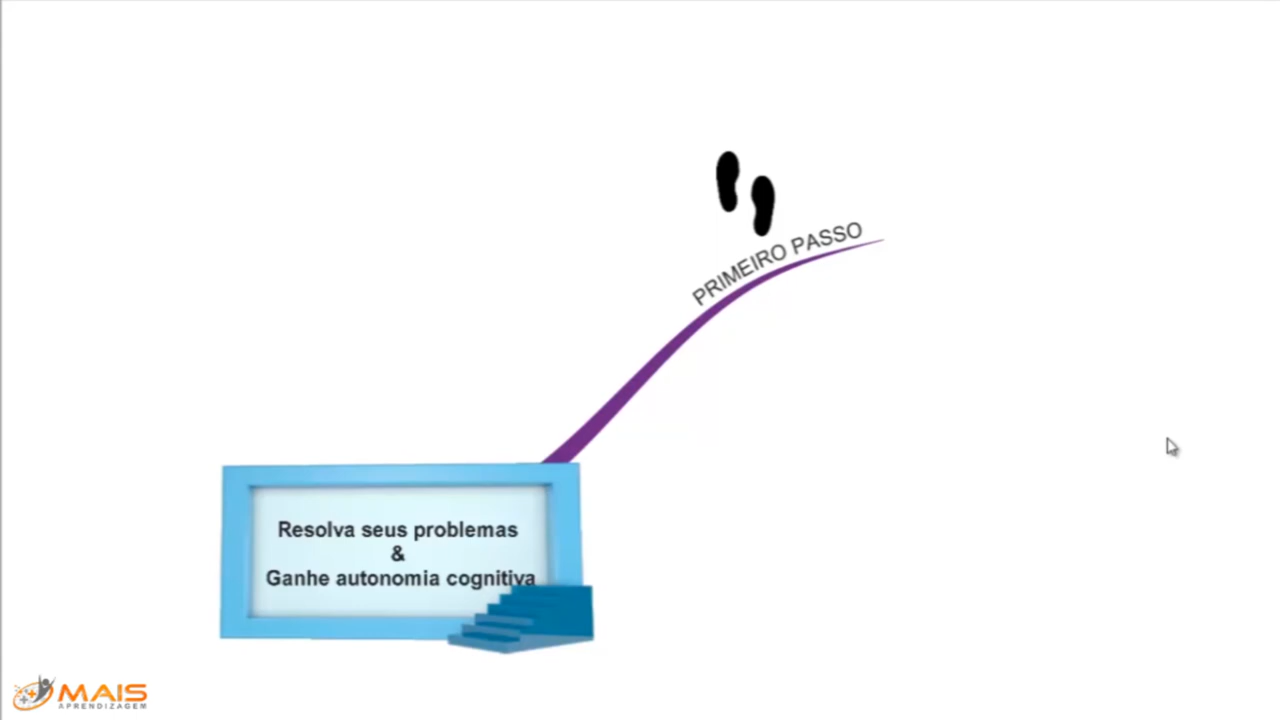 PRIMEIRO PASSO
Resolva seus problemas
&
Ganhe autonomia cognitiva
MAIS
APRENDIZAGEM